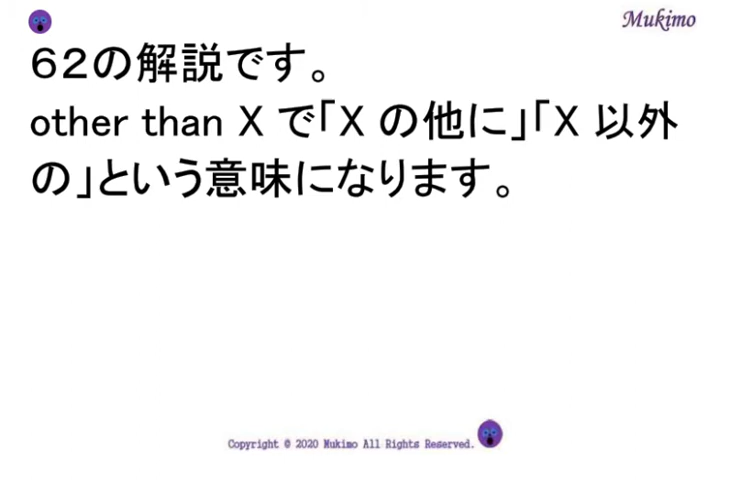 Mukimo
６２の解説です。
other than X で「X の他に」「X 以外
の」という意味になります。
Copyright © 2020 Mukimo All Rights Reserved.